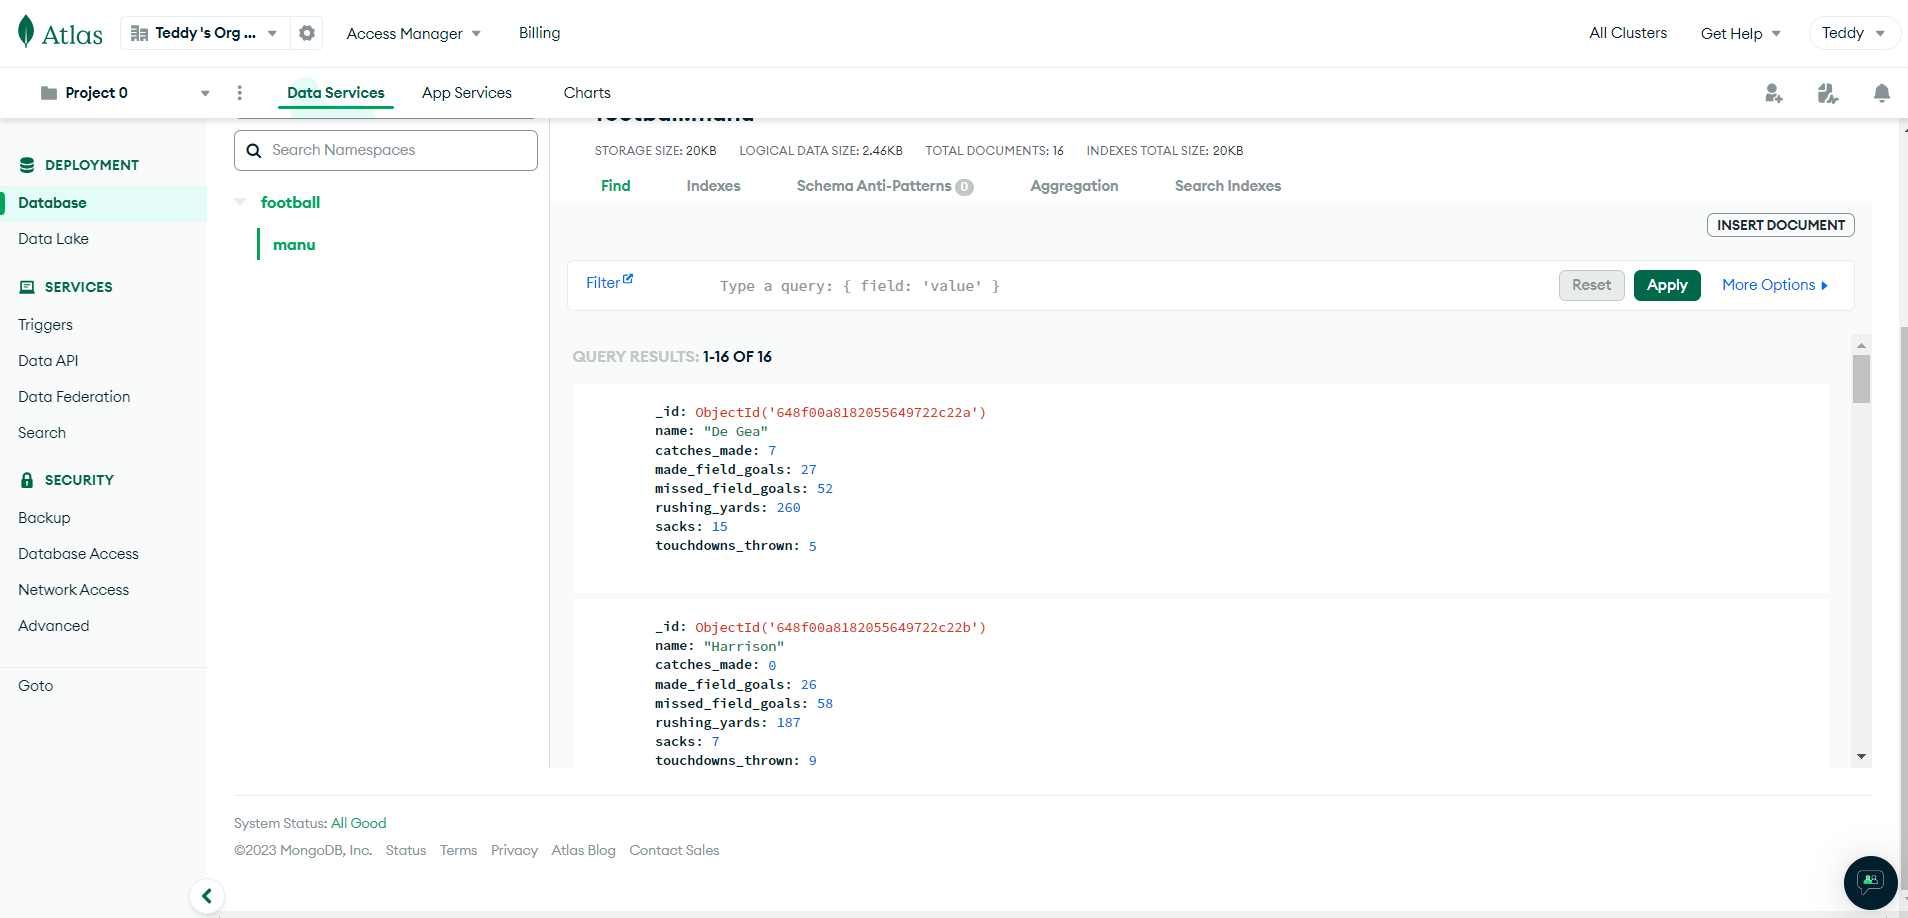 Atlas
Teddy 's Org ...
Access Manager
Billing
All Clusters
Get Help
Teddy
Project 0
Data Services
App Services
Charts
DEPLOYMENT
Database
Data Lake
SERVICES
Triggers
Data API
Data Federation
Search
SECURITY
Backup
Database Access
Network Access
Advanced
Goto
Search Namespaces
football
manu
football.manu
STORAGE SIZE: 20KB LOGICAL DATA SIZE: 2.46KB TOTAL DOCUMENTS: 16 INDEXES TOTAL SIZE: 20KB
Find Indexes Schema Anti-Patterns 0 Aggregation Search Indexes
INSERT DOCUMENT
Filter Type a query: { field: 'value' } Reset Apply More Options
QUERY RESULTS: 1-16 OF 16
_id: ObjectId('648f00a8182055649722c22a')
name: "De Gea"
catches_made: 7
made_field_goals: 27
missed_field_goals: 52
rushing_yards: 260
sacks: 15
touchdowns_thrown: 5
_id: ObjectId('648f00a8182055649722c22b')
name: "Harrison"
catches_made: 0
made_field_goals: 26
missed_field_goals: 58
rushing_yards: 187
sacks: 7
touchdowns_thrown: 9
System Status: All Good
©2023 MongoDB, Inc. Status Terms Privacy Atlas Blog Contact Sales